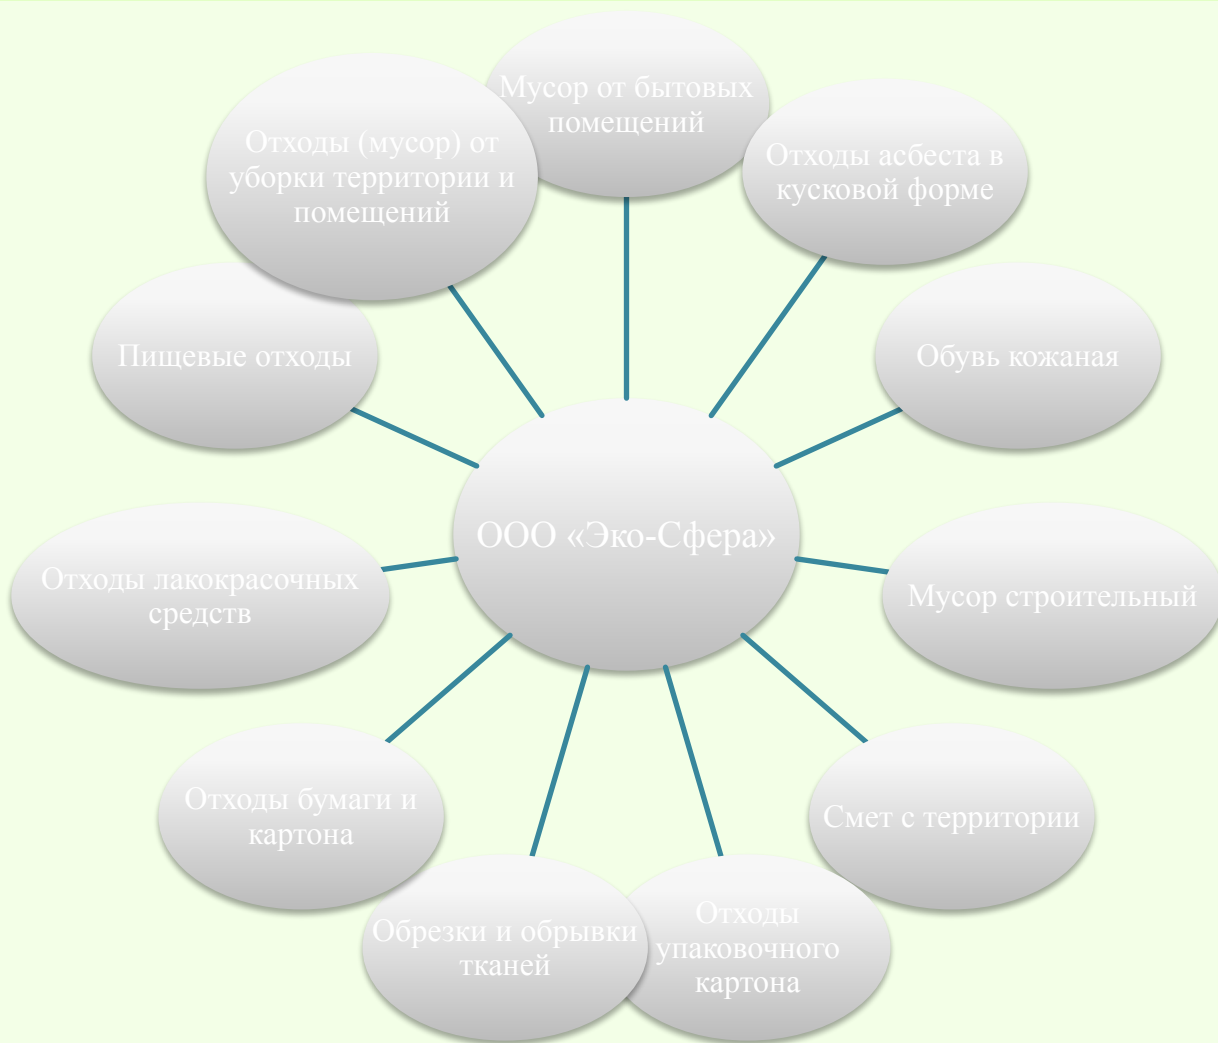 Мусор от бытовых
помещений
Отходы асбеста в
кусковой форме
Обувь кожаная
Мусор строительный
Смет с территории
Отходы
упаковочного
картона
Обрезки и обрывки
тканей
Отходы бумаги и
картона
Отходы лакокрасочных
средств
Пищевые отходы
Отходы (мусор) от
уборки территории и
помещений
ООО «Эко-Сфера»